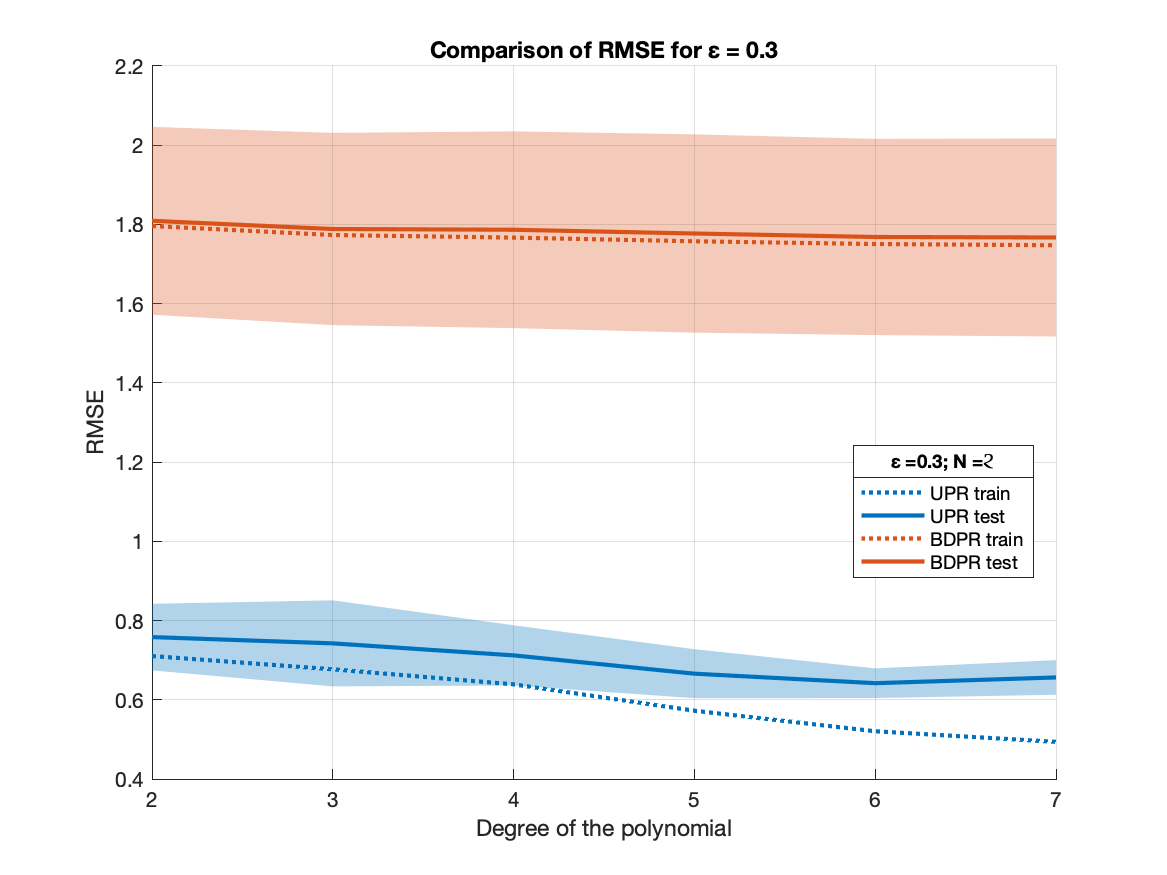 Comparison of RMSE for ε = 0.3
2.2
2
1.8
1.6
1.4
1.2
1
0.8
0.6
0.4
RMSE
ε =0.3; N =
UPR train
UPR test
BDPR train
BDPR test
2 3 4 5 6 7
Degree of the polynomial